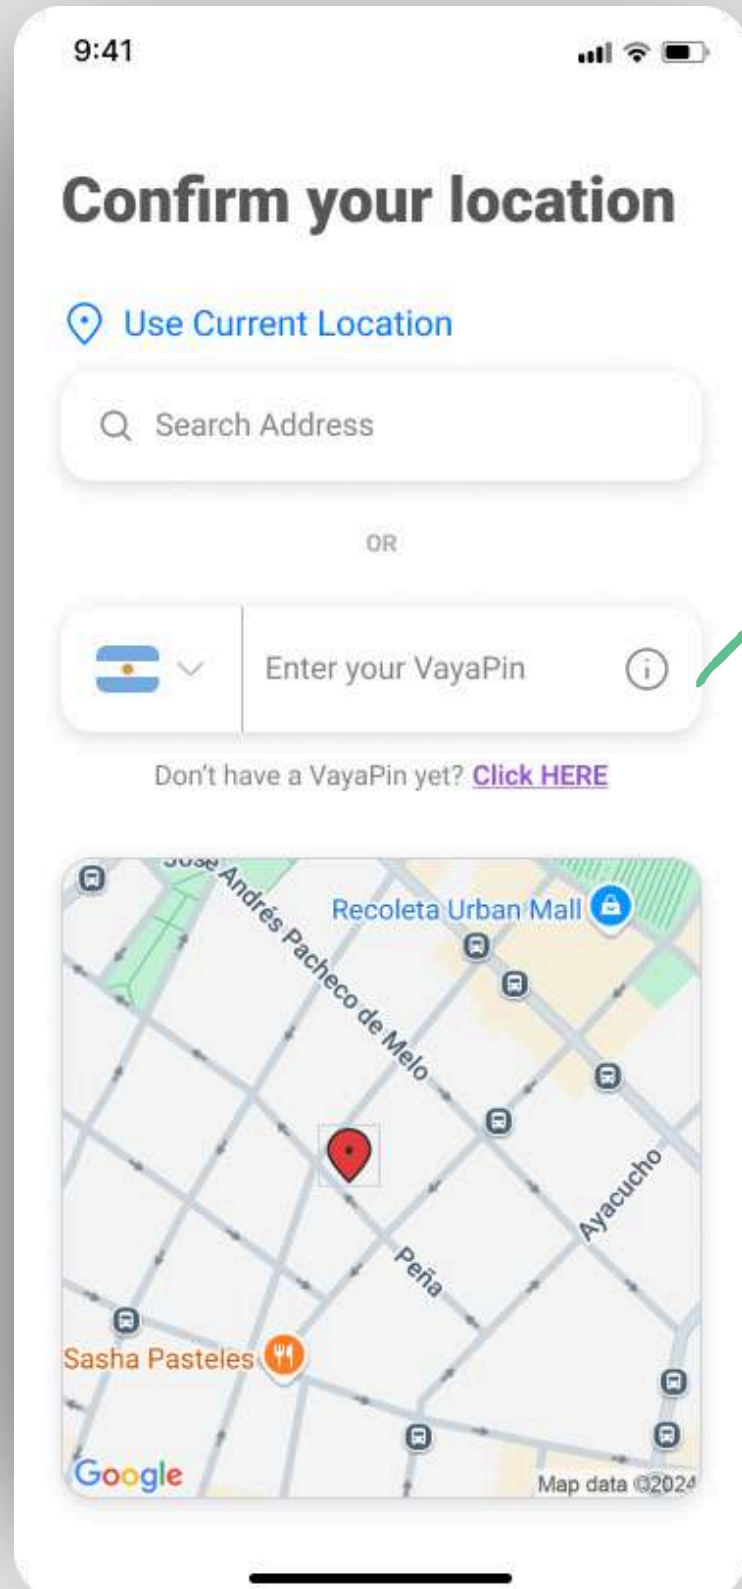 9:41
Confirm your location
Use Current Location
Search Address
OR
Enter your VayaPin
Don't have a VayaPin yet? Click HERE
José Andrés Pacheco de Melo
Recoleta Urban Mall
Ayacucho
Peña
Sasha Pasteles
Google
Map data ©2024